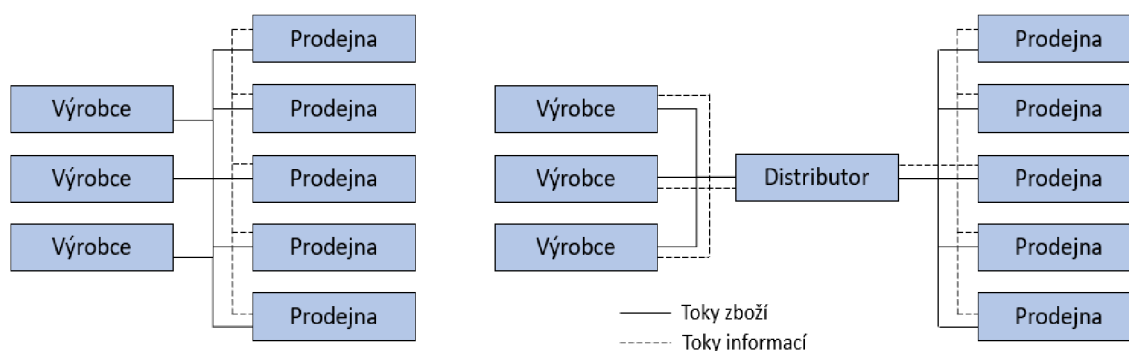 Prodejna
Prodejna
Prodejna
Prodejna
Prodejna
Výrobce
Výrobce
Výrobce
Výrobce
Výrobce
Výrobce
Distributor
Prodejna
Prodejna
Prodejna
Prodejna
Prodejna
Toky zboží
Toky informací